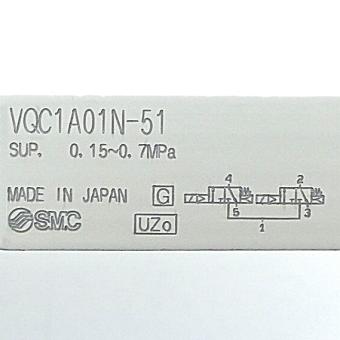 VQC1A01N-51
SUP. 0.15~0.7MPa
MADE IN JAPAN G
SMC UZo
4 2
5 3
1